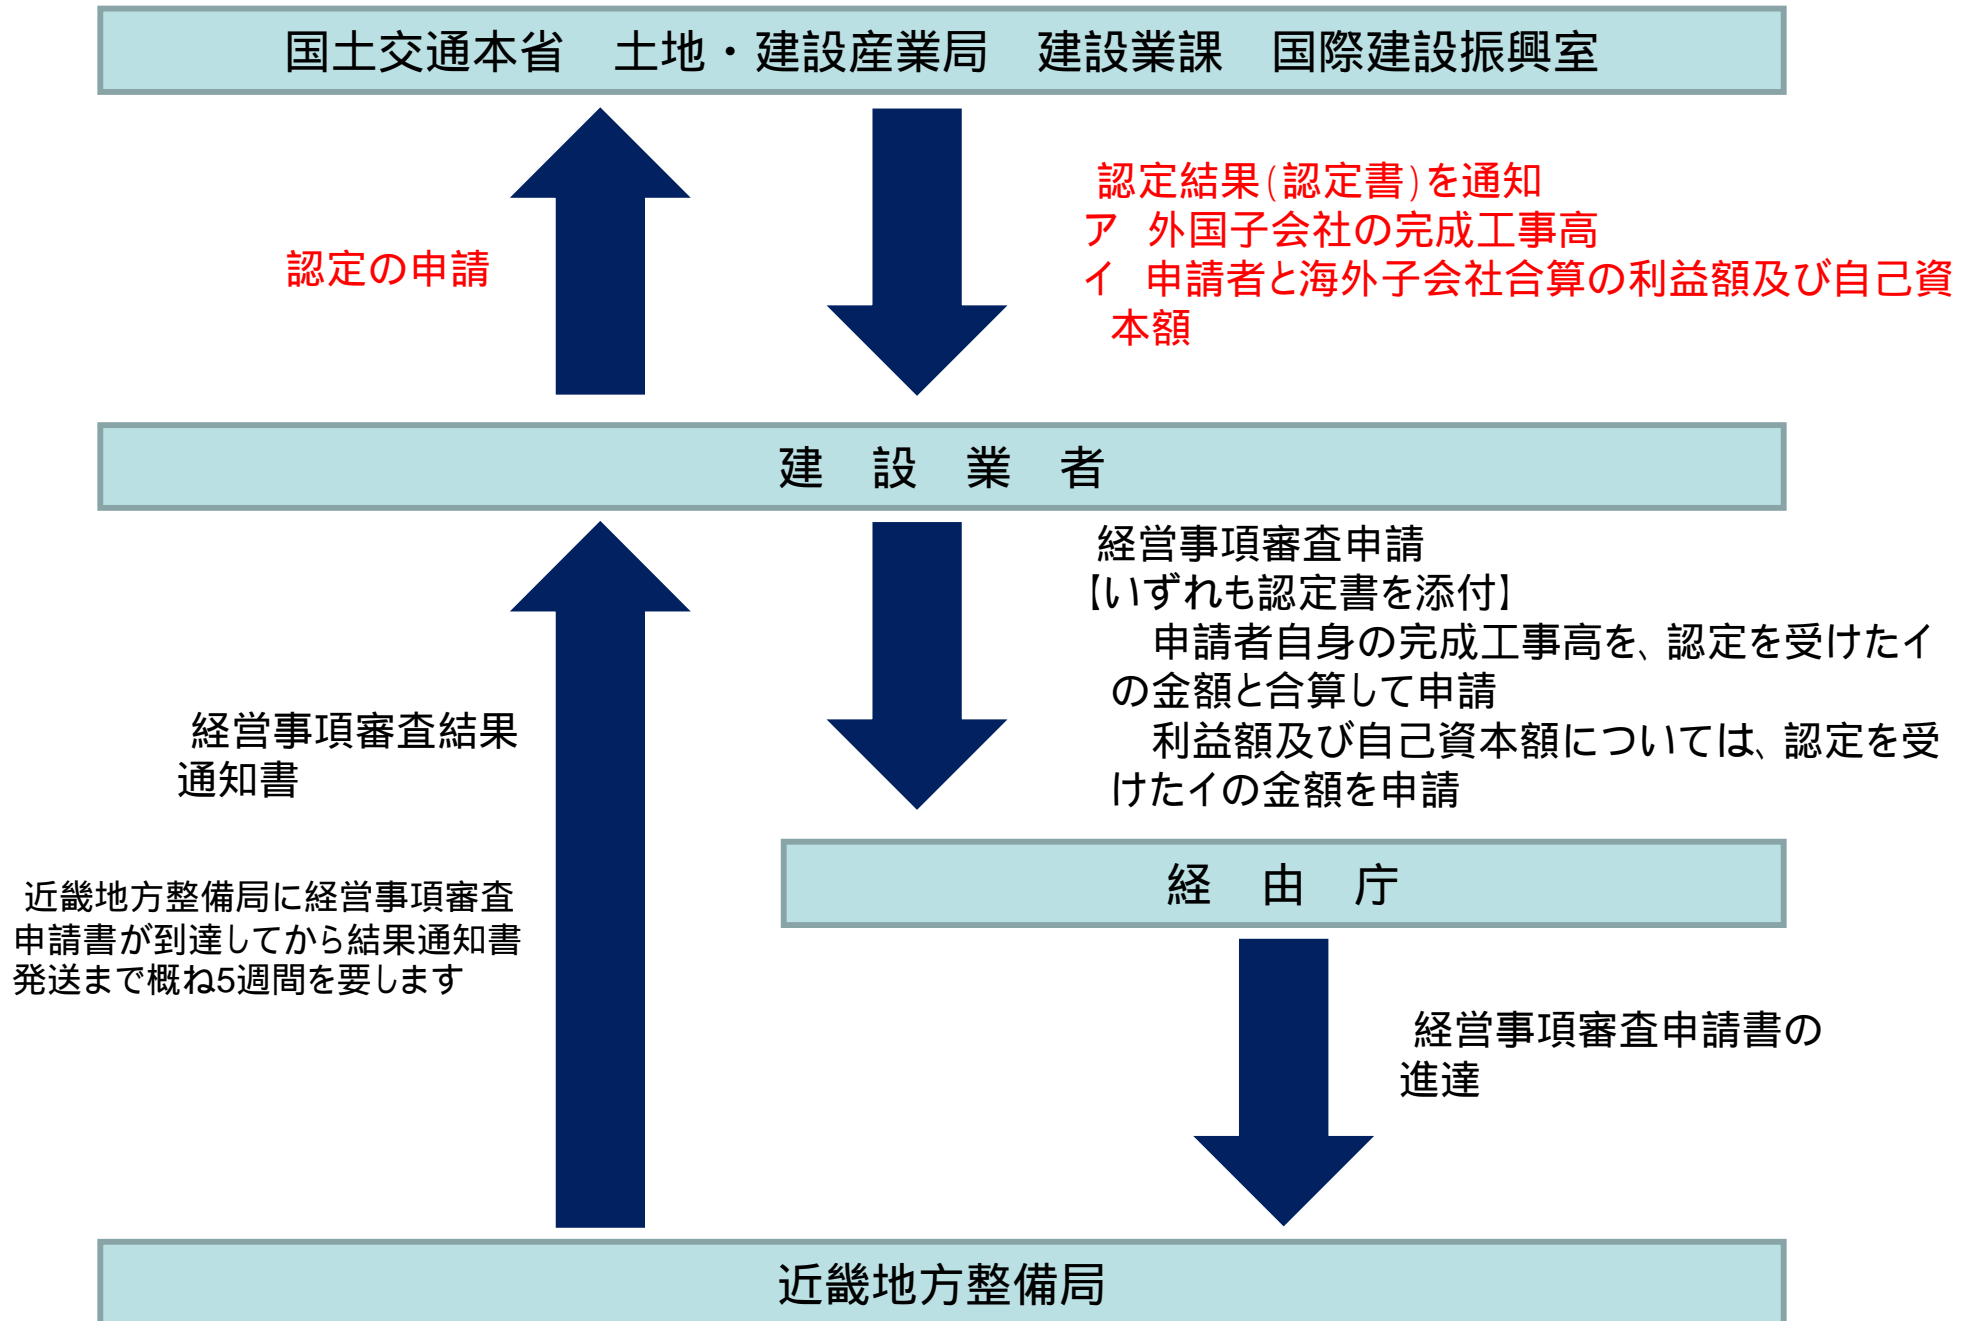 国土交通本省　土地・建設産業局　建設業課　国際建設振興室
認定の申請
認定結果(認定書)を通知
ア　外国子会社の完成工事高
イ　申請者と海外子会社合算の利益額及び自己資
本額
建　設　業　者
経営事項審査申請
【いずれも認定書を添付】
申請者自身の完成工事高を、認定を受けたイ
の金額と合算して申請
利益額及び自己資本額については、認定を受
けたイの金額を申請
経営事項審査結果
通知書
近畿地方整備局に経営事項審査
申請書が到達してから結果通知書
発送まで概ね5週間を要します
経　由　庁
経営事項審査申請書の
進達
近畿地方整備局